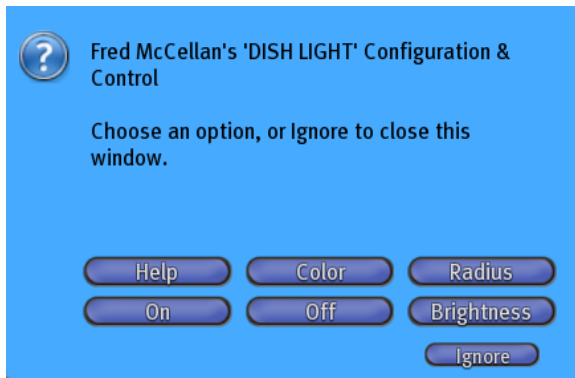 Fred McCellan's 'DISH LIGHT' Configuration &
Control
Choose an option, or Ignore to close this
window.
Help Color Radius
On Off Brightness
Ignore